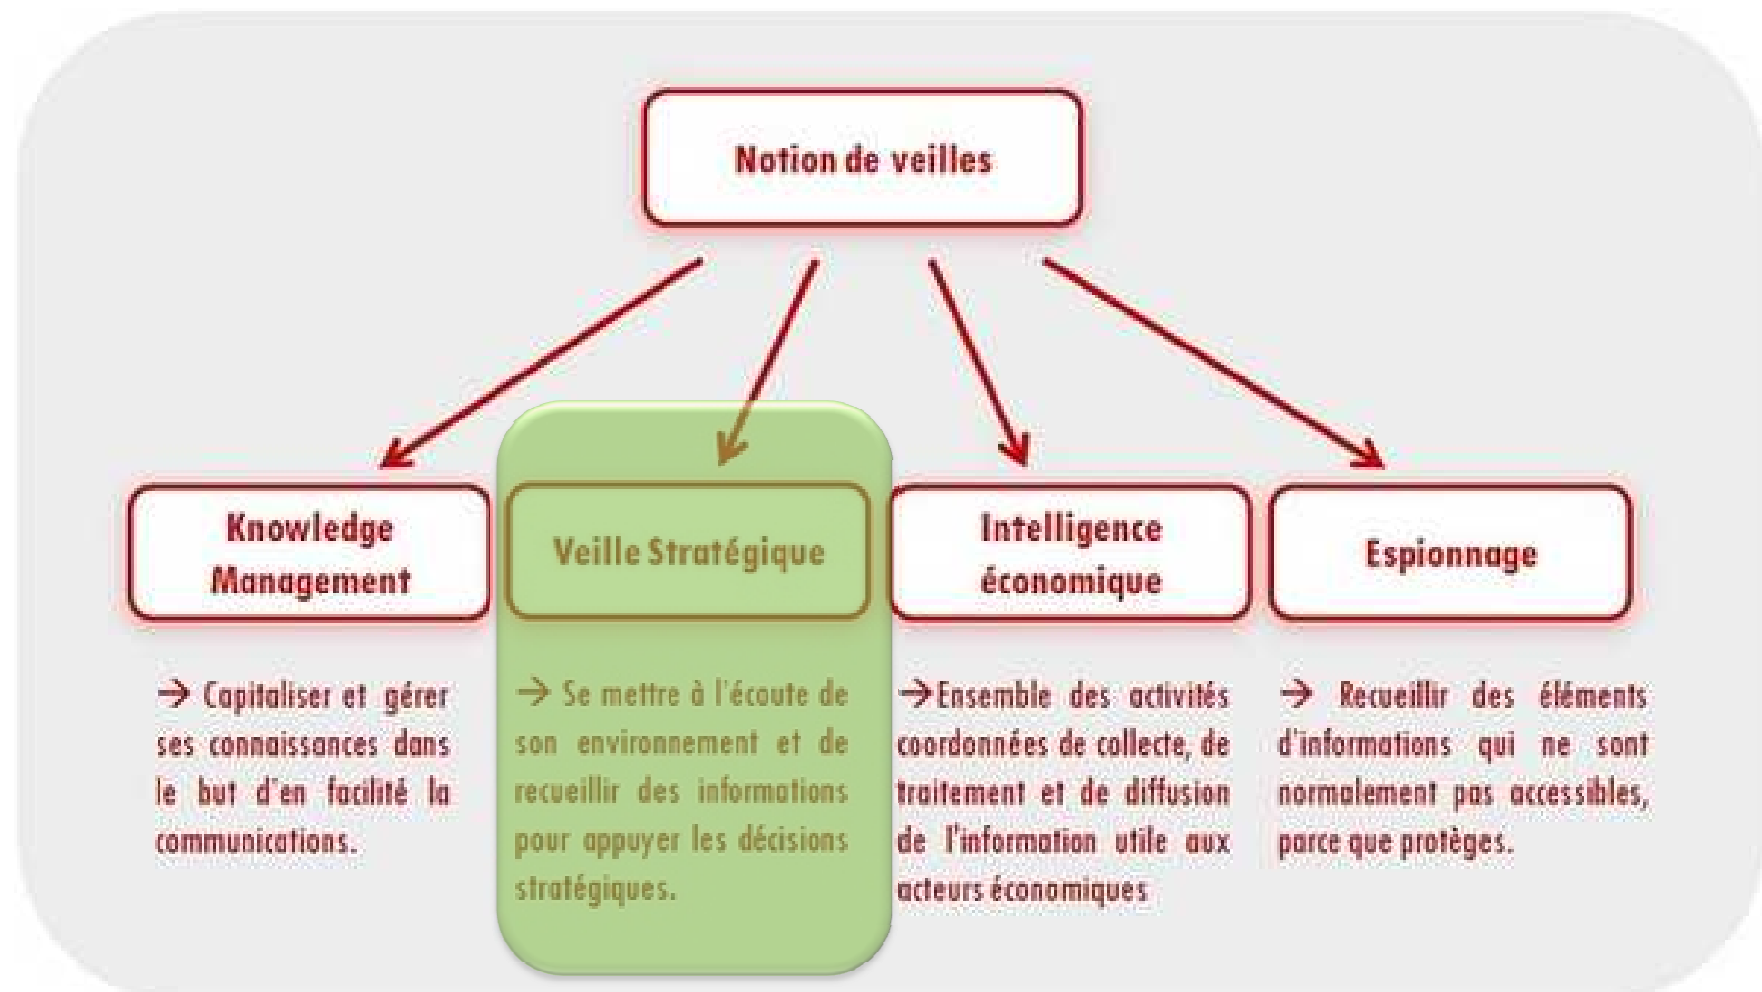 Notion de veilles
Knowledge
Management
Veille Stratégique
Intelligence
économique
Espionnage
→ Capitaliser et gérer
ses connaissances dans
le but d'en facilité la
communications.
→ Se mettre à l'écoute de
son environnement et de
recueillir des informations
pour appuyer les décisions
stratégiques.
→Ensemble des activités
coordonnées de collecte, de
traitement et de diffusion
de l'information utile aux
acteurs économiques
→ Recueillir des éléments
d'informations qui ne sont
normalement pas accessibles,
parce que protèges.